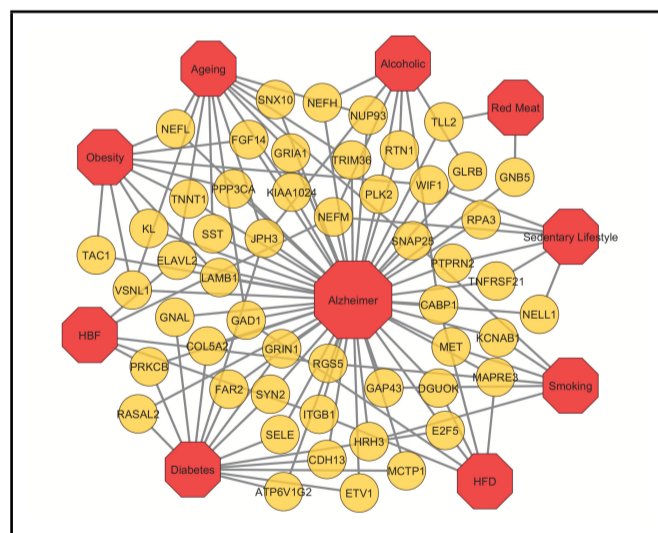 Ageing
Alcoholic
Red Meat
SNX10
NEFH
NUP93
TLL2
NEFL
FGF14
GRIA1
TRIM36
RTN1
Obesity
PPP3CA
KIAA1024
PLK2
WIF1
GLRB
GNB5
TNNT1
NEFM
RPA3
KL
SST
JPH3
SNAP25
Sedentary Lifestyle
TAC1
ELAVL2
PTPRN2
LAMB1
TNFRSF21
VSNL1
Alzheimer
CABP1
NELL1
GNAL
GAD1
HBF
KCNAB1
COL5A2
GRIN1
MET
PRKCB
RGS5
MAPRE3
FAR2
SYN2
GAP43
DGUOK
Smoking
RASAL2
ITGB1
SELE
HRH3
E2F5
Diabetes
CDH13
MCTP1
HFD
ATP6V1G2
ETV1